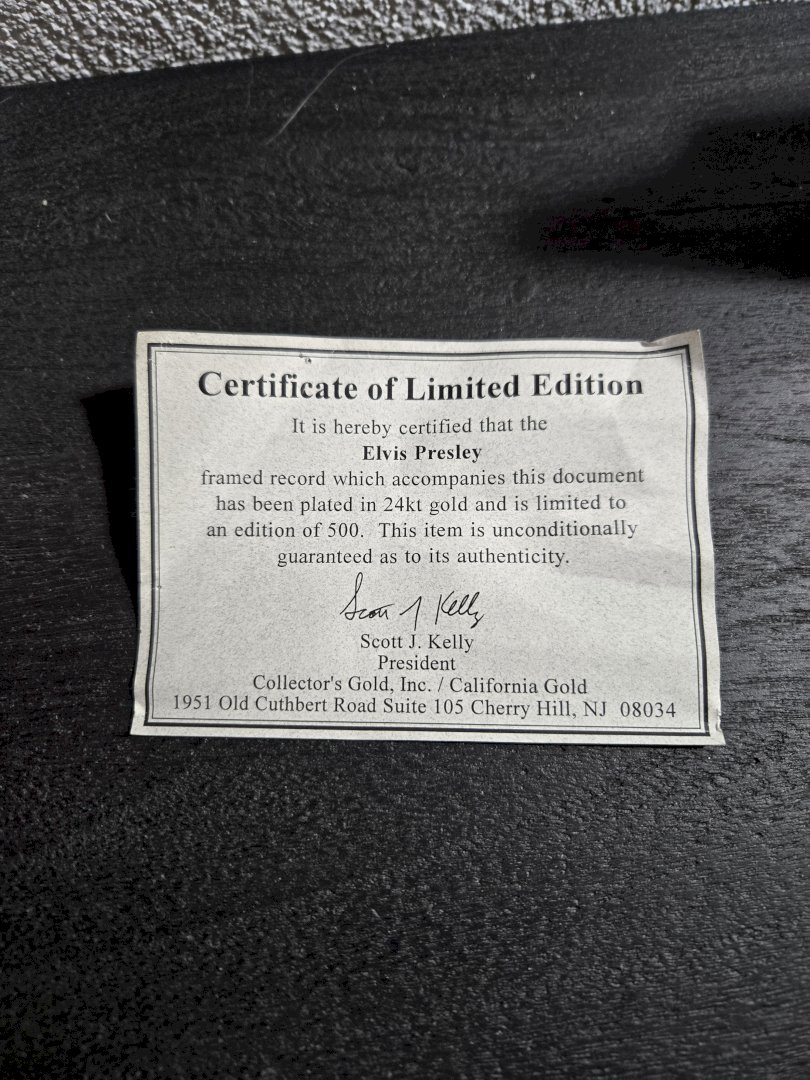 Certificate of Limited Edition
It is hereby certified that the
Elvis Presley
framed record which accompanies this document
has been plated in 24kt gold and is limited to
an edition of 500. This item is unconditionally
guaranteed as to its authenticity.
Scott J Kelly
Scott J. Kelly
President
Collector's Gold, Inc. / California Gold
1951 Old Cuthbert Road Suite 105 Cherry Hill, NJ 08034